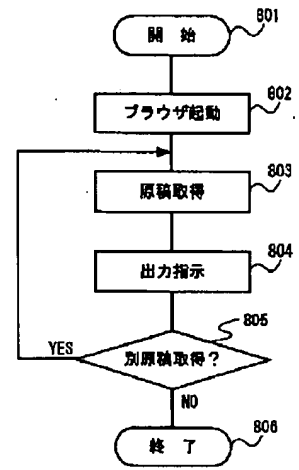 801
開 始
802
ブラウザ起動
803
原稿取得
804
出力指示
805
YES
別原稿取得?
NO
806
終 了